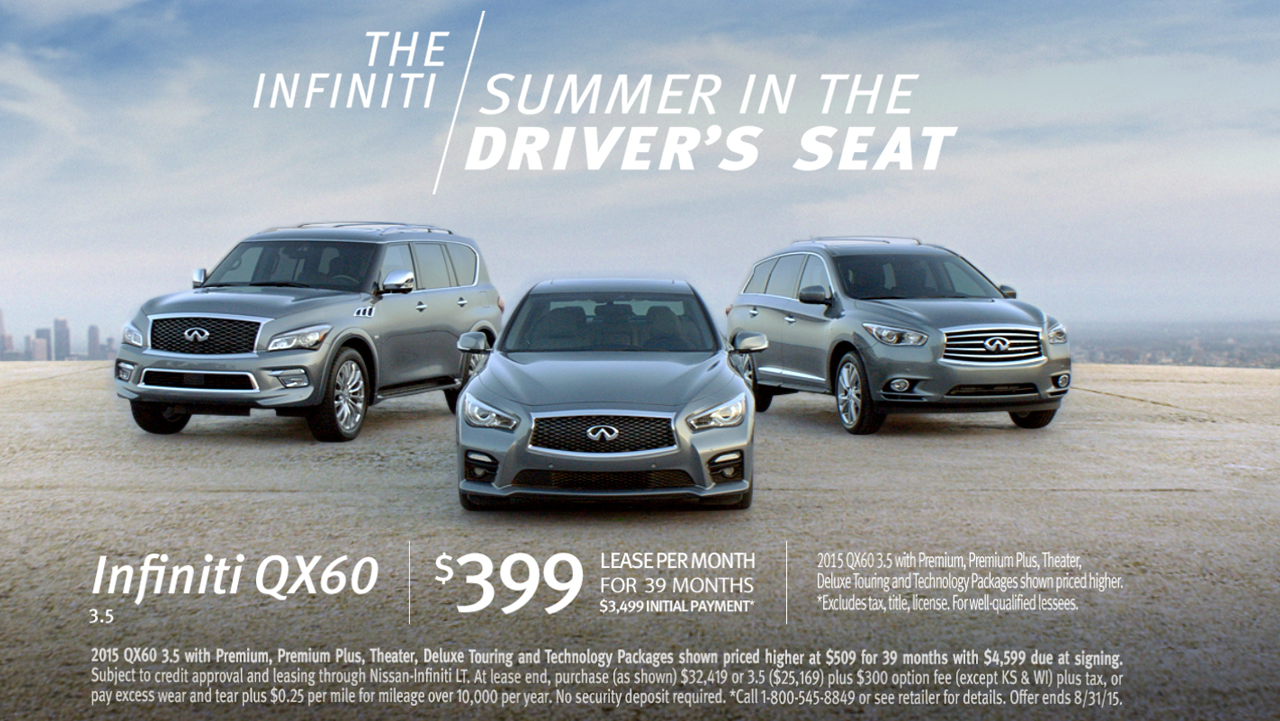 THE
INFINITI
SUMMER IN THE
DRIVER'S SEAT
Infiniti QX60
3.5
$399
LEASE PER MONTH
FOR 39 MONTHS
$3,499 INITIAL PAYMENT*
2015 QX60 3.5 with Premium, Premium Plus, Theater,
Deluxe Touring and Technology Packages shown priced higher.
*Excludes tax, title, license. For well-qualified lessees.
2015 QX60 3.5 with Premium, Premium Plus, Theater, Deluxe Touring and Technology Packages shown priced higher at $509 for 39 months with $4,599 due at signing.
Subject to credit approval and leasing through Nissan-Infiniti LT. At lease end, purchase (as shown) $32,419 or 3.5 ($25,169) plus $300 option fee (except KS & WI) plus tax, or
pay excess wear and tear plus $0.25 per mile for mileage over 10,000 per year. No security deposit required. *Call 1-800-545-8849 or see retailer for details. Offer ends 8/31/15.